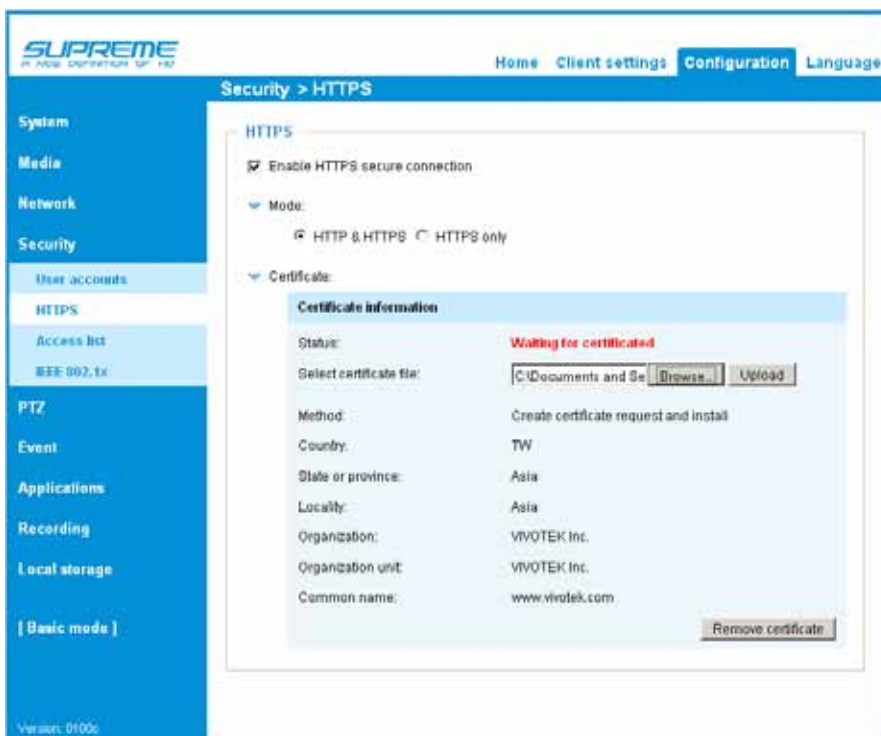 SUPREME
A NEW DEFINITION OF HD
Home Client settings Configuration Language
Security > HTTPS
System
Media
Network
Security
User accounts
HTTPS
Access list
IEEE 802.1x
PTZ
Event
Applications
Recording
Local storage
[ Basic mode ]
Version: 0100c
HTTPS
Enable HTTPS secure connection
Mode:
HTTP & HTTPS HTTPS only
Certificate:
Certificate information
Status: Waiting for certificated
Select certificate file: C:\Documents and Se Browse... Upload
Method: Create certificate request and install
Country: TW
State or province: Asia
Locality: Asia
Organization: VIVOTEK Inc.
Organization unit: VIVOTEK Inc.
Common name: www.vivotek.com
Remove certificate